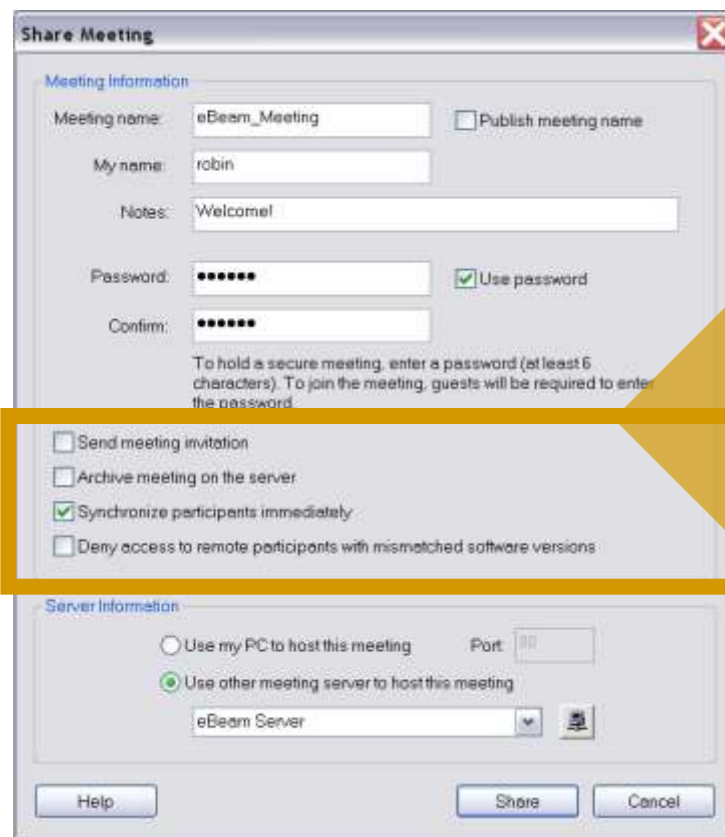 Share Meeting
Meeting Information
Meeting name: eBeam_Meeting Publish meeting name
My name: robin
Notes: Welcome!
Password: •••••• Use password
Confirm: ••••••
To hold a secure meeting, enter a password (at least 6
characters). To join the meeting, guests will be required to enter
the password.
Send meeting invitation
Archive meeting on the server
Synchronize participants immediately
Deny access to remote participants with mismatched software versions
Server Information
Use my PC to host this meeting Port: 80
Use other meeting server to host this meeting
eBeam Server
Help Share Cancel